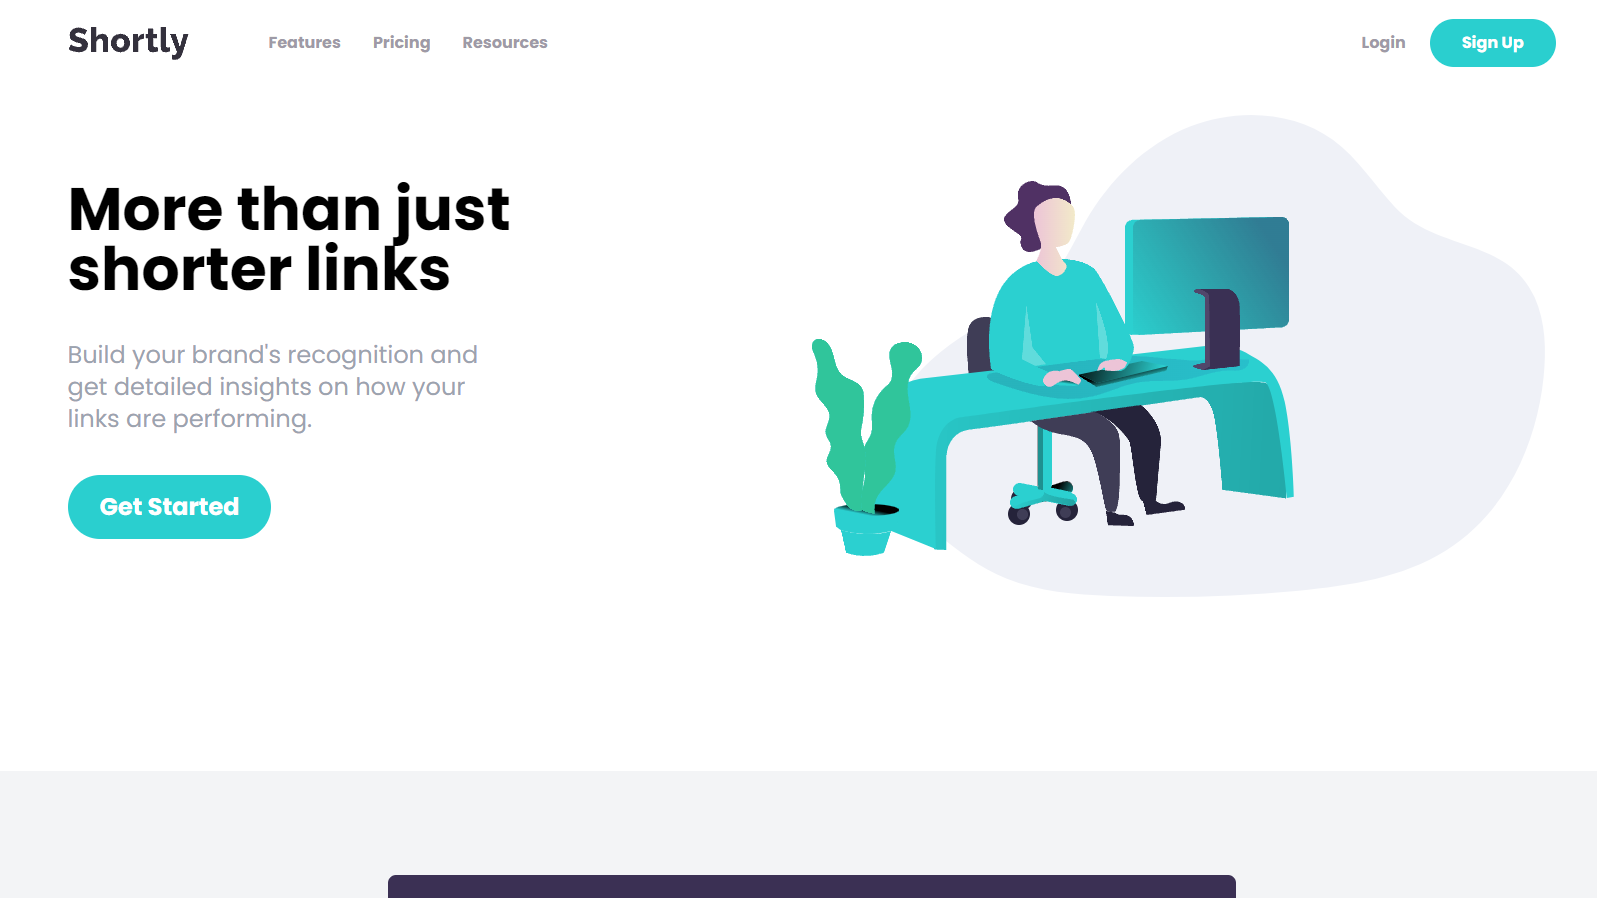 Shortly
Features Pricing Resources
Login Sign Up
More than just
shorter links
Build your brand's recognition and
get detailed insights on how your
links are performing.
Get Started